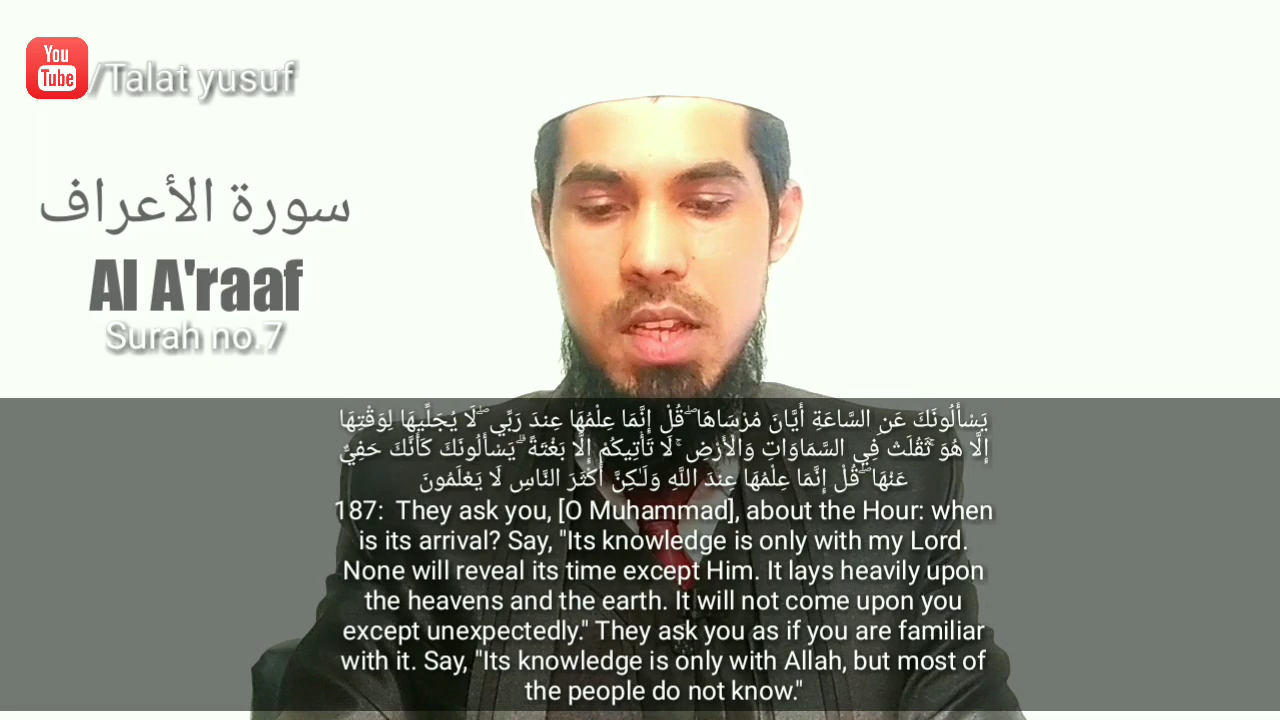 You
Tube
/Talat yusuf
سورة الأعراف
Al A'raaf
Surah no.7
يَسْأَلُونَكَ عَنِ السَّاعَةِ أَيَّانَ مُرْسَاهَا ۖ قُلْ إِنَّمَا عِلْمُهَا عِندَ رَبِّي ۖ لَا يُجَلِّيهَا لِوَقْتِهَا
إِلَّا هُوَ ۚ ثَقُلَتْ فِي السَّمَاوَاتِ وَالْأَرْضِ ۚ لَا تَأْتِيكُمْ إِلَّا بَغْتَةً ۗ يَسْأَلُونَكَ كَأَنَّكَ حَفِيٌّ
عَنْهَا ۖ قُلْ إِنَّمَا عِلْمُهَا عِندَ اللَّهِ وَلَٰكِنَّ أَكْثَرَ النَّاسِ لَا يَعْلَمُونَ
187:  They ask you, [O Muhammad], about the Hour: when
is its arrival? Say, "Its knowledge is only with my Lord.
None will reveal its time except Him. It lays heavily upon
the heavens and the earth. It will not come upon you
except unexpectedly." They ask you as if you are familiar
with it. Say, "Its knowledge is only with Allah, but most of
the people do not know."